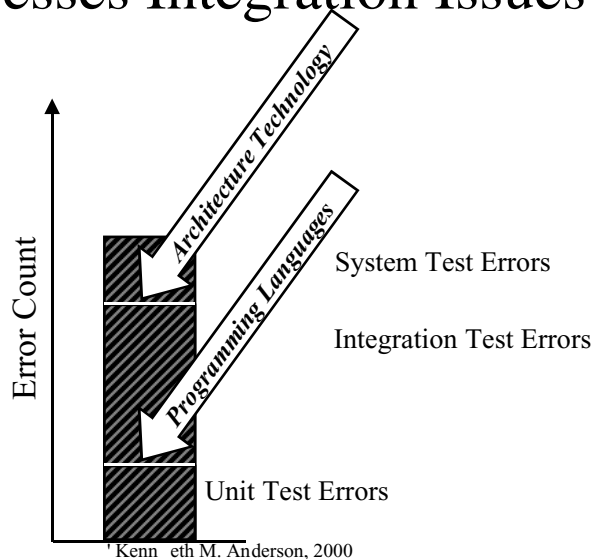 esses Integration Issues
Architecture Technology
Programming Languages
System Test Errors
Integration Test Errors
Error Count
Unit Test Errors
' Kenn eth M. Anderson, 2000